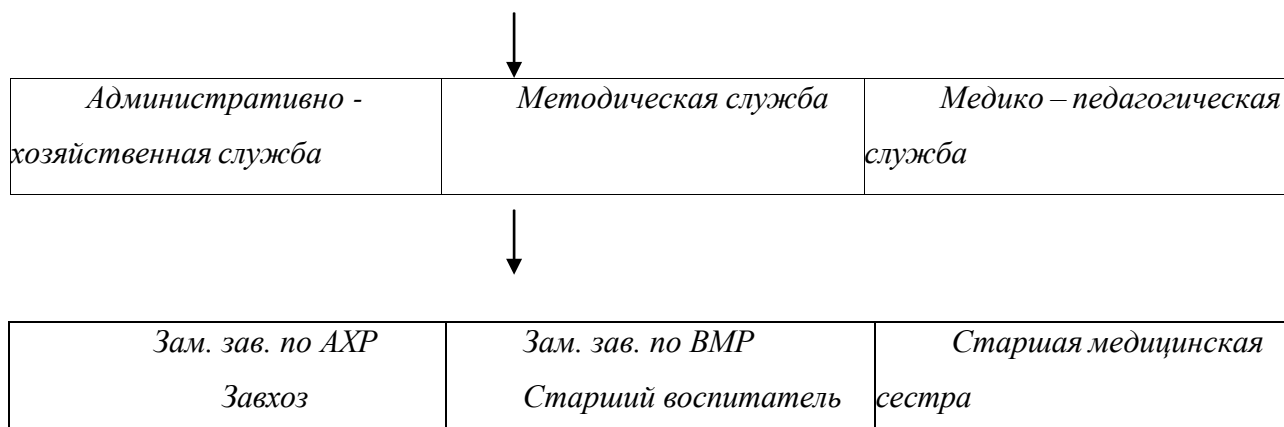 Административно -
хозяйственная служба
Методическая служба
Медико – педагогическая
служба
Зам. зав. по АХР
Завхоз
Зам. зав. по ВМР
Старший воспитатель
Старшая медицинская
сестра